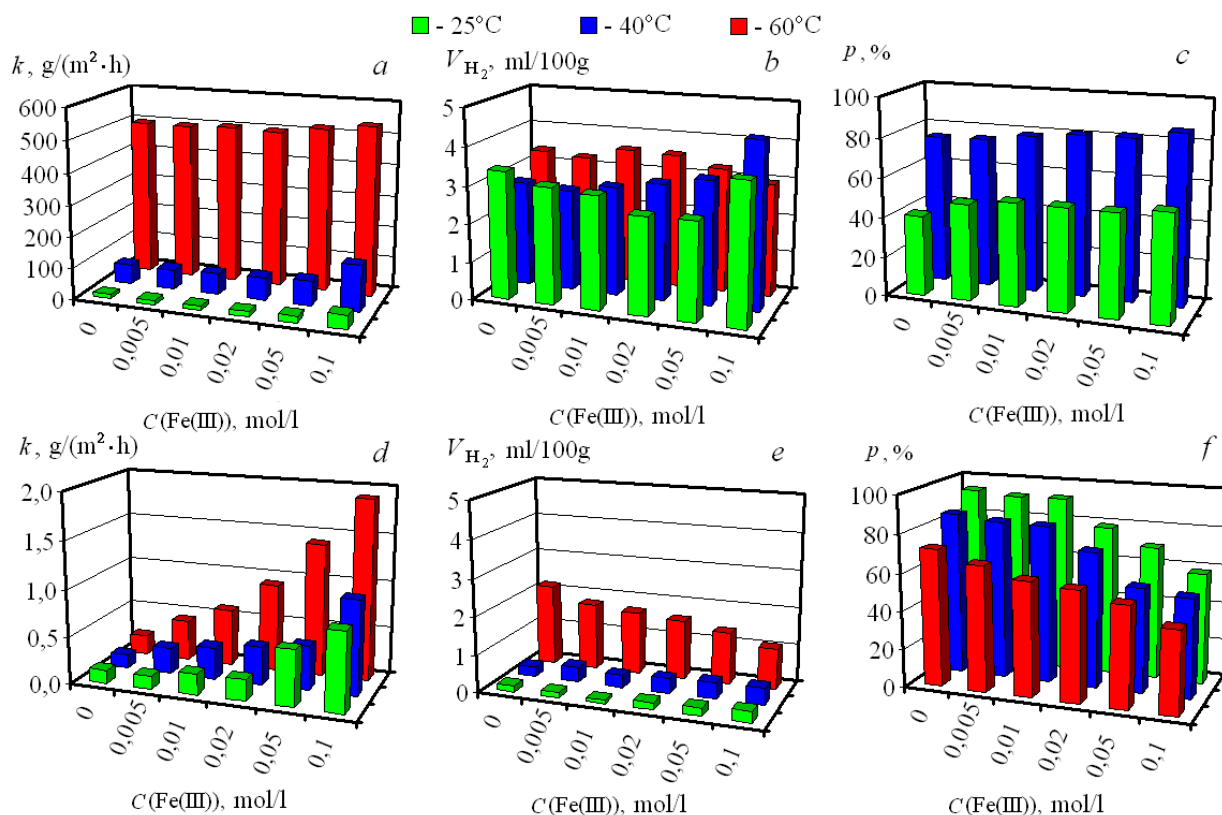 - 25°C - 40°C - 60°C
k, g/(m²·h) a
600
500
400
300
200
100
0
0 0,005 0,01 0,02 0,05 0,1
C(Fe(III)), mol/l
V_H₂, ml/100g b
5
4
3
2
1
0
0 0,005 0,01 0,02 0,05 0,1
C(Fe(III)), mol/l
p, % c
100
80
60
40
20
0
0 0,005 0,01 0,02 0,05 0,1
C(Fe(III)), mol/l
k, g/(m²·h) d
2,0
1,5
1,0
0,5
0,0
0 0,005 0,01 0,02 0,05 0,1
C(Fe(III)), mol/l
V_H₂, ml/100g e
5
4
3
2
1
0
0 0,005 0,01 0,02 0,05 0,1
C(Fe(III)), mol/l
p, % f
100
80
60
40
20
0
0 0,005 0,01 0,02 0,05 0,1
C(Fe(III)), mol/l